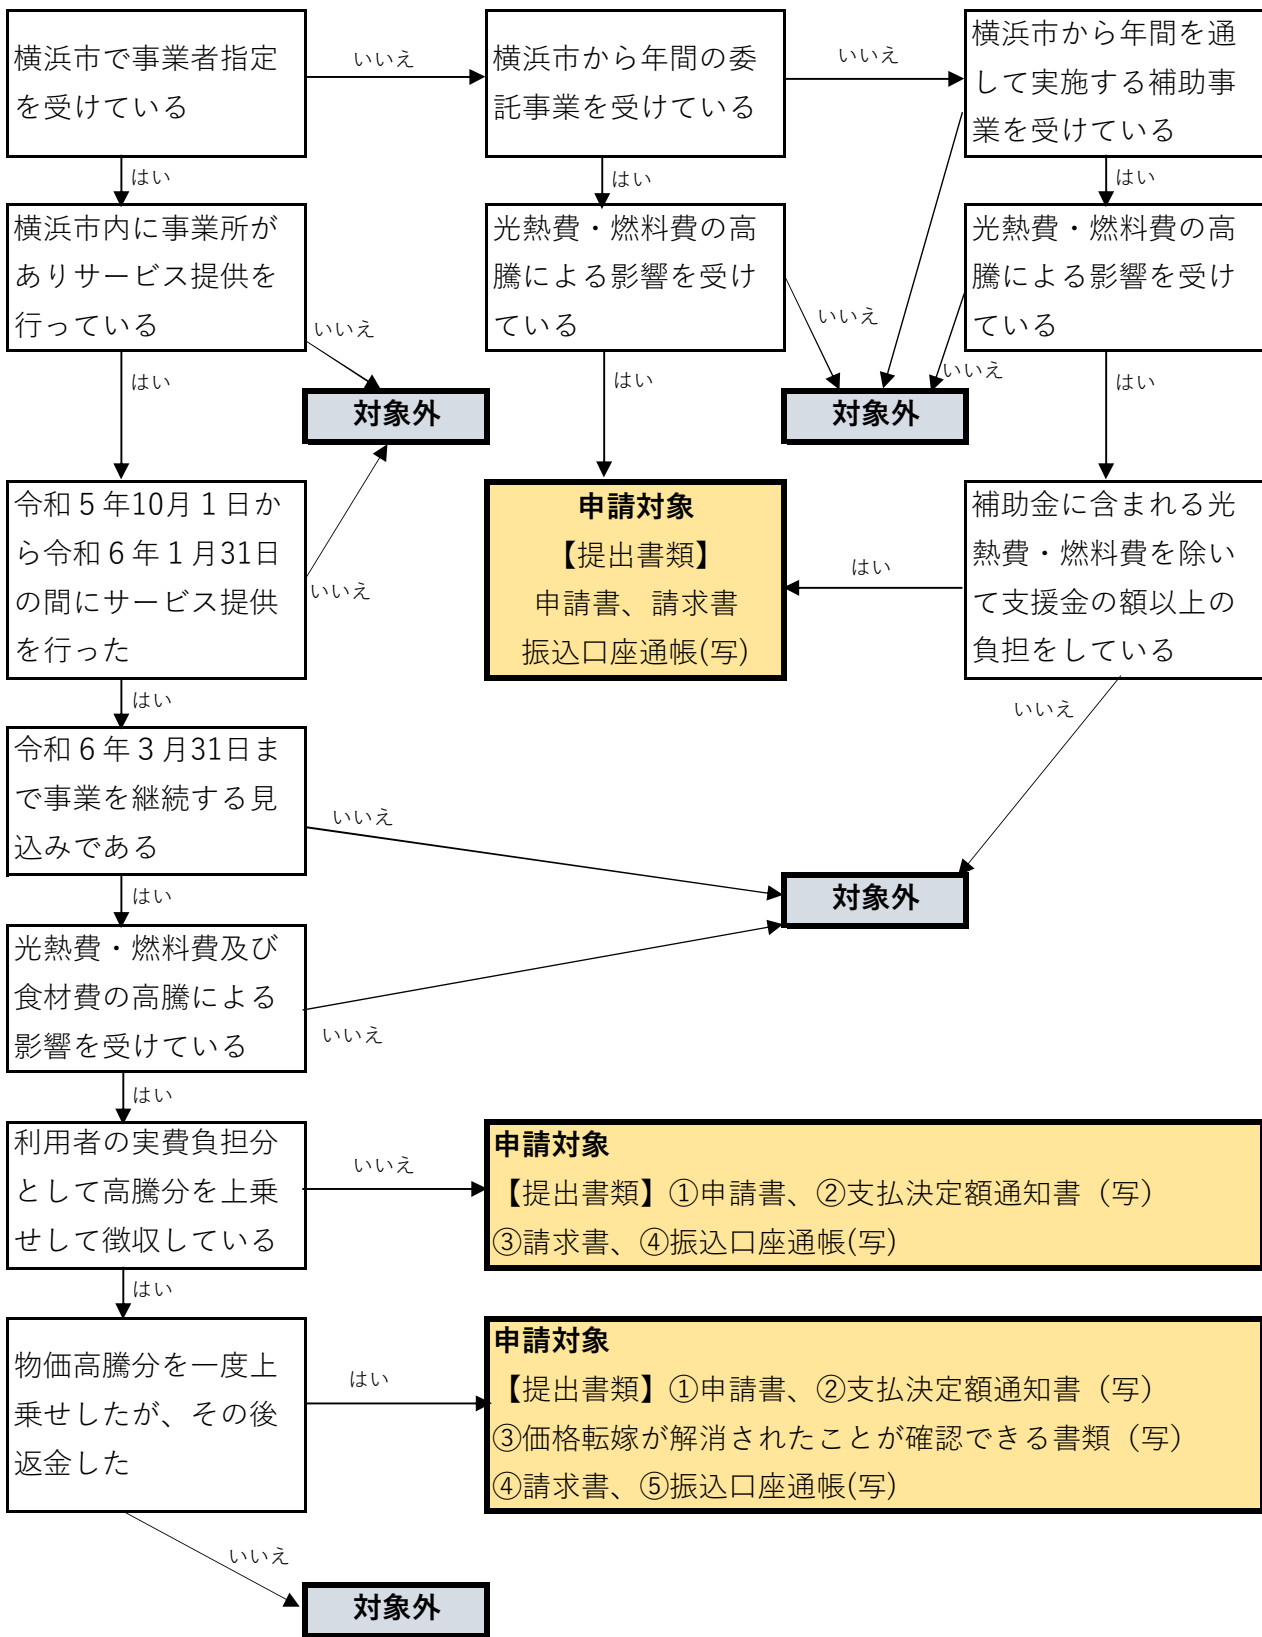 横浜市で事業者指定
を受けている
いいえ
横浜市から年間の委
託事業を受けている
いいえ
横浜市から年間を通
して実施する補助事
業を受けている
はい
はい
はい
横浜市内に事業所が
ありサービス提供を
行っている
いいえ
光熱費・燃料費の高
騰による影響を受け
ている
いいえ
光熱費・燃料費の高
騰による影響を受け
ている
いいえ
はい
はい
はい
対象外
対象外
令和５年10月１日か
ら令和６年１月31日
の間にサービス提供
を行った
いいえ
申請対象
【提出書類】
申請書、請求書
振込口座通帳(写)
はい
補助金に含まれる光
熱費・燃料費を除い
て支援金の額以上の
負担をしている
はい
いいえ
令和６年３月31日ま
で事業を継続する見
込みである
いいえ
対象外
はい
光熱費・燃料費及び
食材費の高騰による
影響を受けている
いいえ
はい
利用者の実費負担分
として高騰分を上乗
せして徴収している
いいえ
申請対象
【提出書類】①申請書、②支払決定額通知書（写）
③請求書、④振込口座通帳(写)
はい
物価高騰分を一度上
乗せしたが、その後
返金した
はい
申請対象
【提出書類】①申請書、②支払決定額通知書（写）
③価格転嫁が解消されたことが確認できる書類（写）
④請求書、⑤振込口座通帳(写)
いいえ
対象外